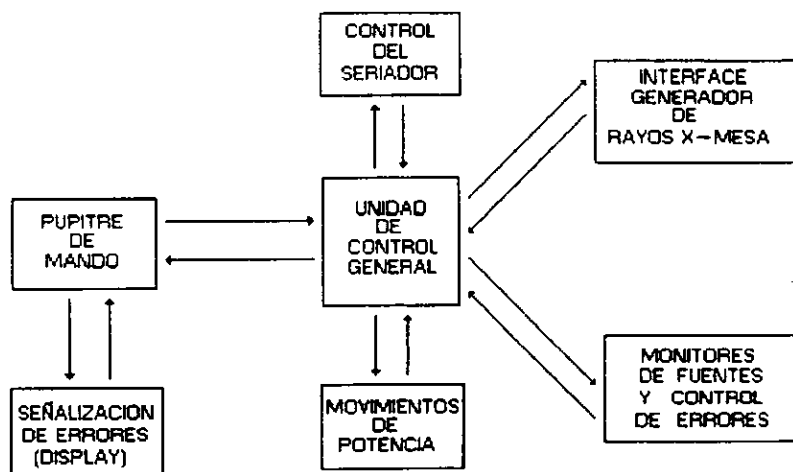 CONTROL
DEL
SERIADOR
INTERFACE
GENERADOR
DE
RAYOS X-MESA
PUPITRE
DE
MANDO
UNIDAD
DE
CONTROL
GENERAL
SEÑALIZACION
DE ERRORES
(DISPLAY)
MOVIMIENTOS
DE
POTENCIA
MONITORES
DE FUENTES
Y CONTROL
DE ERRORES